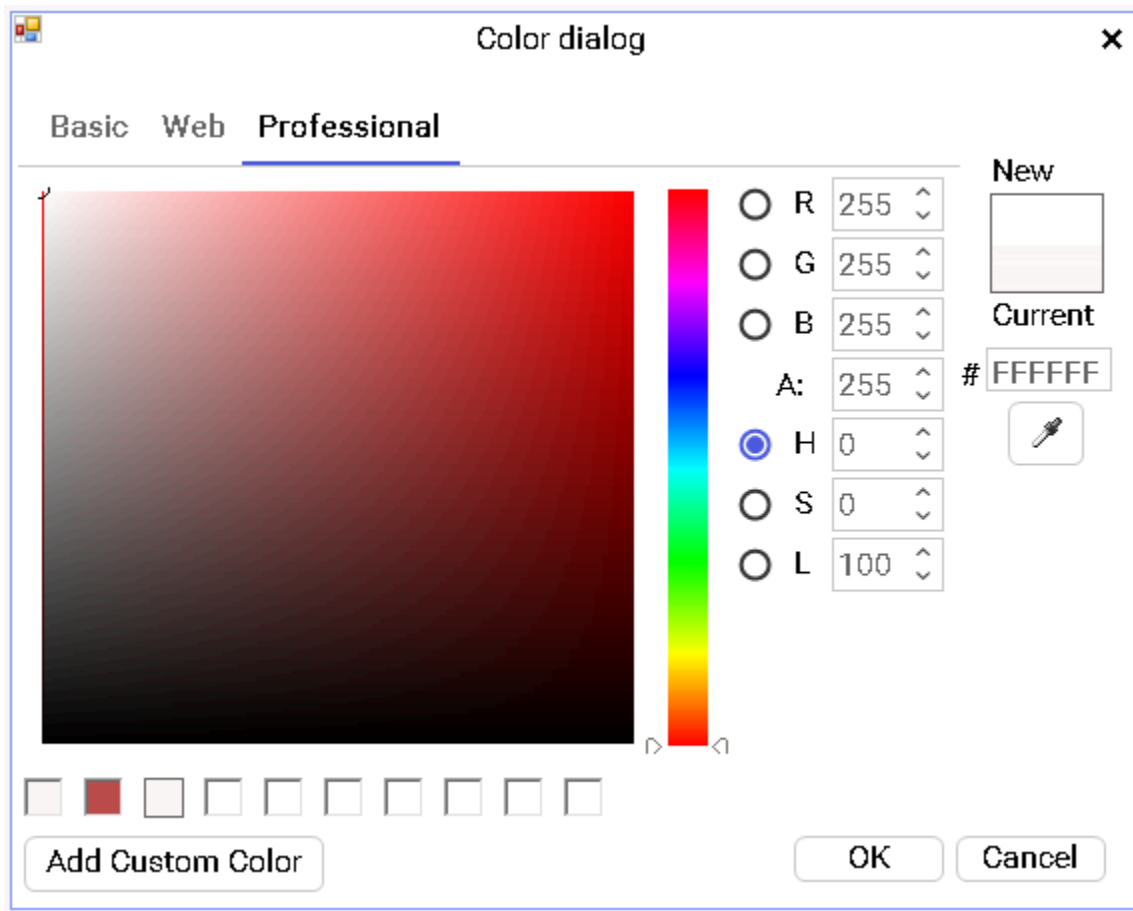 Color dialog
Basic Web Professional
New
R 255
G 255
B 255
Current
A: 255
# FFFFFF
H 0
S 0
L 100
Add Custom Color
OK
Cancel